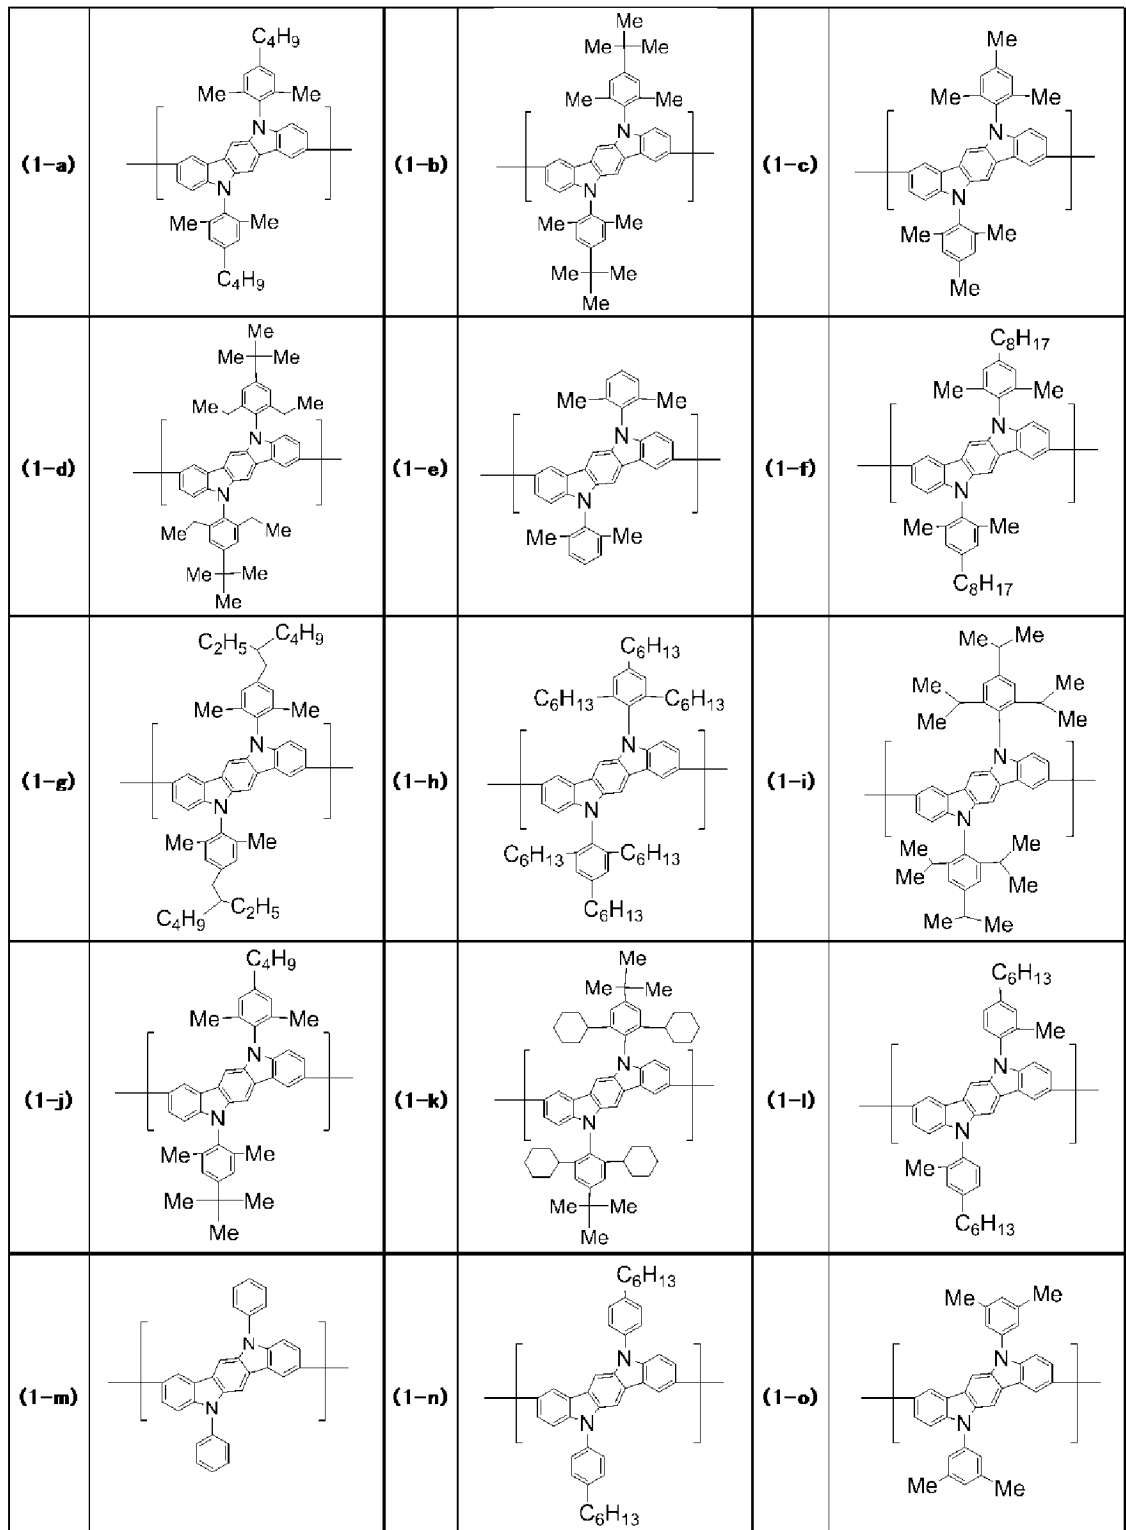 (1-a)
C4H9
Me Me
N
N
Me Me
C4H9
(1-b)
Me
Me Me
Me Me
N
N
Me Me
Me Me
Me
(1-c)
Me
Me Me
N
N
Me Me
Me
(1-d)
Me
Me Me
Me Me
N
N
Me Me
Me Me
Me
(1-e)
Me Me
N
N
Me Me
(1-f)
C8H17
Me Me
N
N
Me Me
C8H17
(1-g)
C2H5 C4H9
Me Me
N
N
Me Me
C4H9 C2H5
(1-h)
C6H13
C6H13 C6H13
N
N
C6H13 C6H13
C6H13
(1-i)
Me Me
Me Me
Me Me
N
N
Me Me
Me Me
Me Me
(1-j)
C4H9
Me Me
N
N
Me Me
Me Me
Me
(1-k)
Me
Me Me
N
N
Me Me
Me
(1-l)
C6H13
Me
N
N
Me
C6H13
(1-m)
N
N
(1-n)
C6H13
N
N
C6H13
(1-o)
Me Me
N
N
Me Me